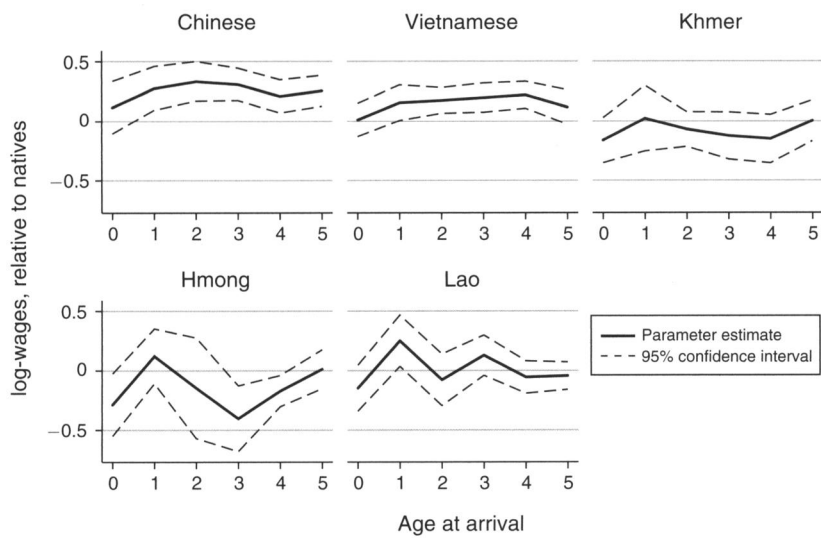 Chinese
Vietnamese
Khmer
log-wages, relative to natives
0.5
0
−0.5
0 1 2 3 4 5
0 1 2 3 4 5
0 1 2 3 4 5
Hmong
Lao
0.5
0
−0.5
0 1 2 3 4 5
0 1 2 3 4 5
Parameter estimate
95% confidence interval
Age at arrival